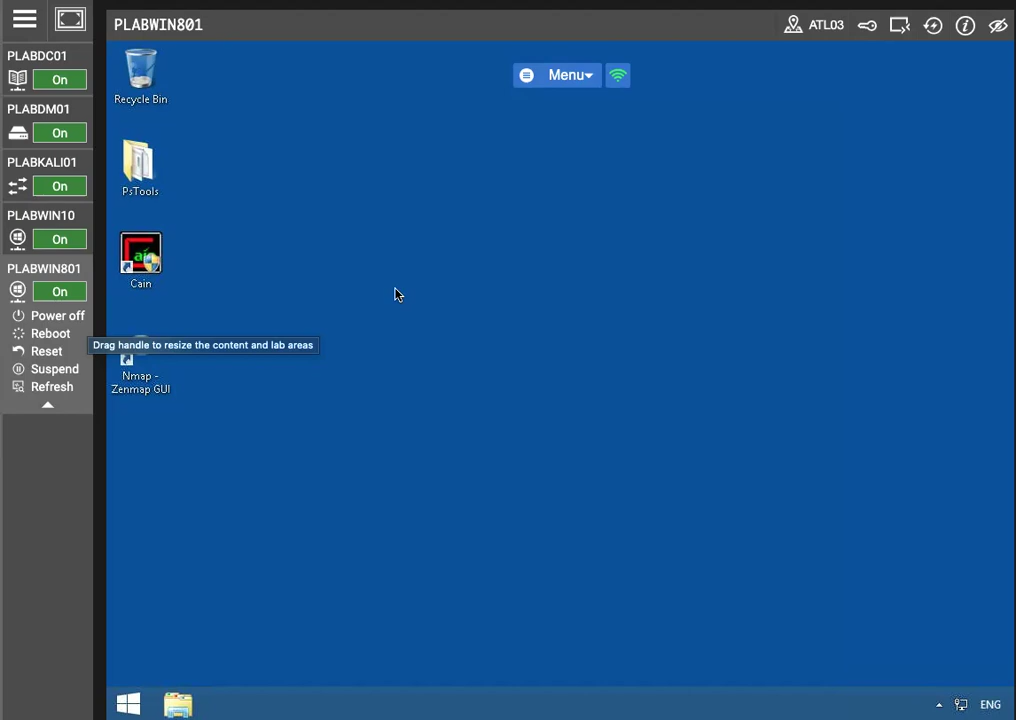 PLABWIN801
ATL03
PLABDC01
On
PLABDM01
On
PLABKALI01
On
PLABWIN10
On
PLABWIN801
On
Power off
Reboot
Reset
Suspend
Refresh
Menu
Recycle Bin
PsTools
Cain
Drag handle to resize the content and lab areas
Nmap -
Zenmap GUI
ENG